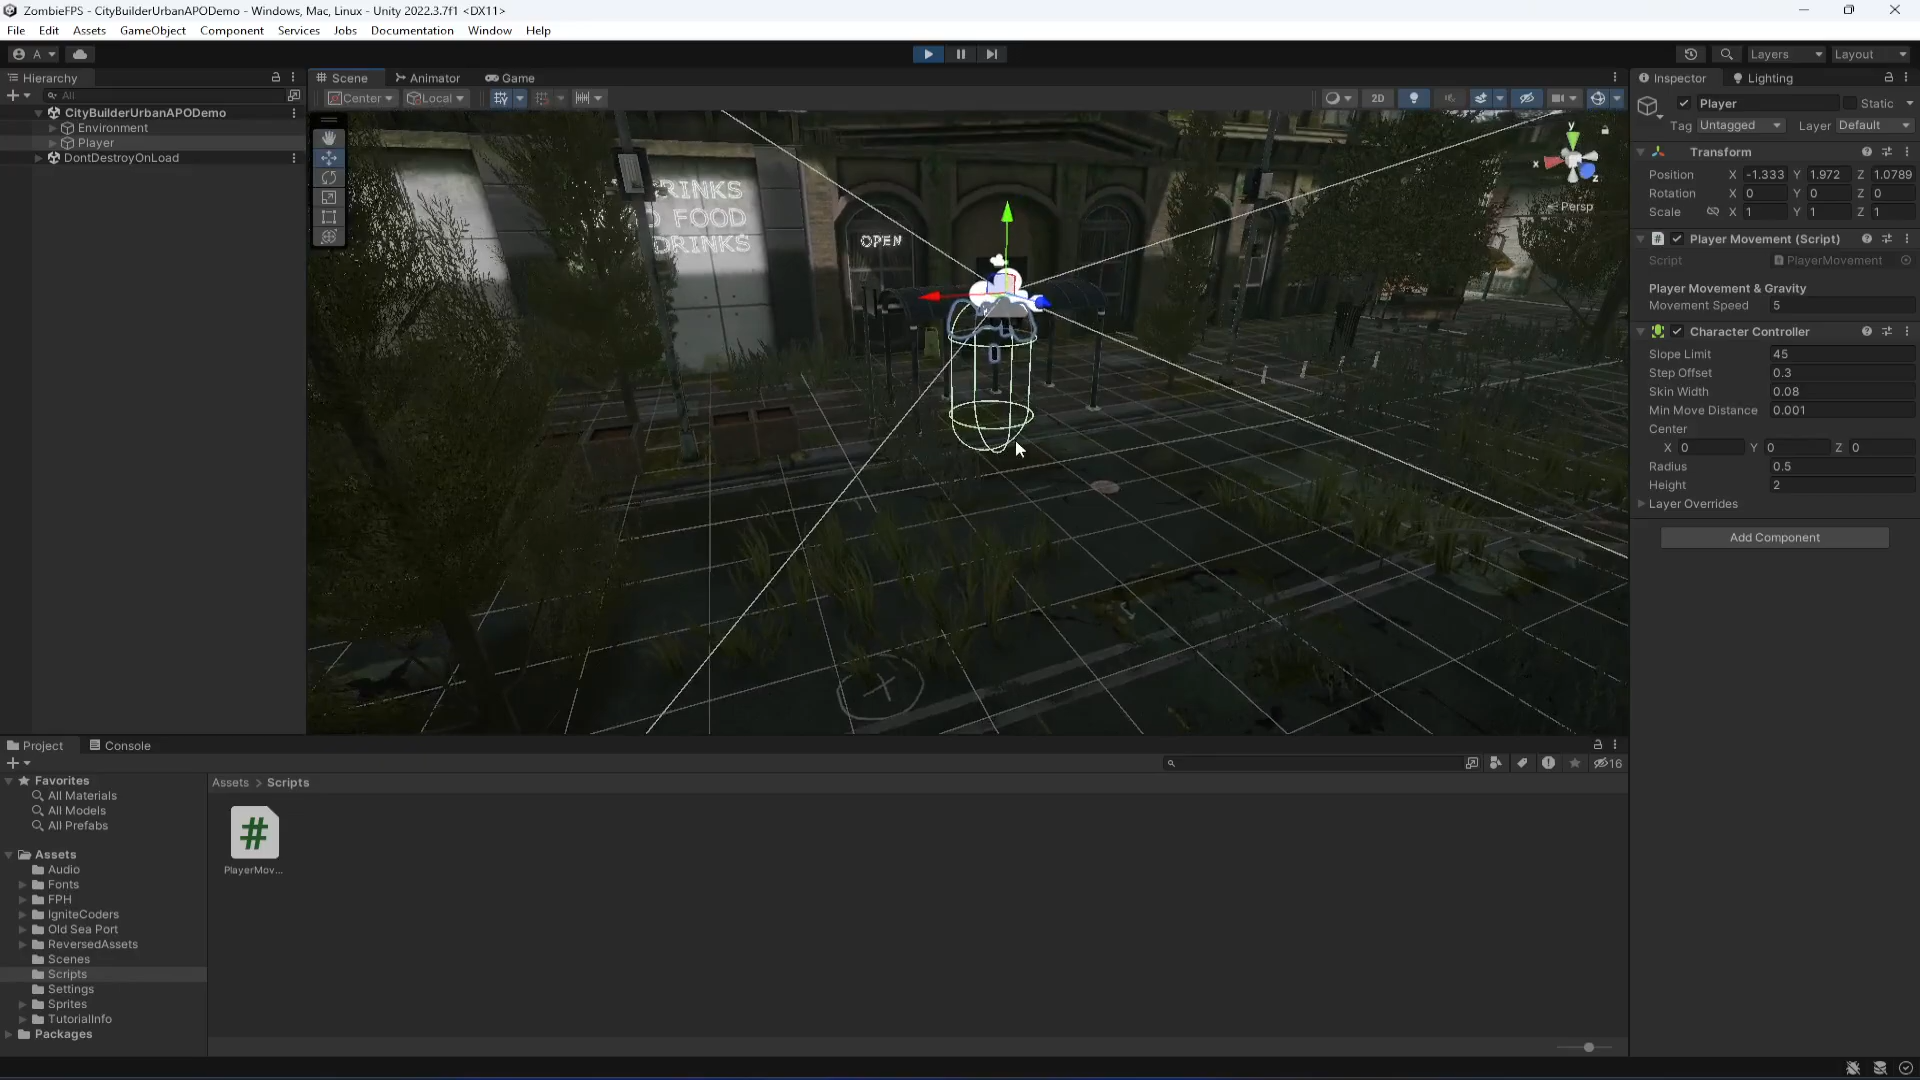 ZombieFPS - CityBuilderUrbanAPODemo - Windows, Mac, Linux - Unity 2022.3.7f1 <DX11>
File Edit Assets GameObject Component Services Jobs Documentation Window Help
A Layers Layout
Hierarchy
All
CityBuilderUrbanAPODemo
Environment
Player
DontDestroyOnLoad
Scene Animator Game
Center Local 2D
DRINKS
FOOD
DRINKS
OPEN
y
x
z
Persp
Inspector Lighting
Player Static
Tag Untagged Layer Default
Transform
Position X -1.333 Y 1.972 Z 1.0789
Rotation X 0 Y 0 Z 0
Scale X 1 Y 1 Z 1
Player Movement (Script)
Script PlayerMovement
Player Movement & Gravity
Movement Speed 5
Character Controller
Slope Limit 45
Step Offset 0.3
Skin Width 0.08
Min Move Distance 0.001
Center
X 0 Y 0 Z 0
Radius 0.5
Height 2
Layer Overrides
Add Component
Project Console
16
Favorites
All Materials
All Models
All Prefabs
Assets
Audio
Fonts
FPH
IgniteCoders
Old Sea Port
ReversedAssets
Scenes
Scripts
Settings
Sprites
TutorialInfo
Packages
Assets > Scripts
#
PlayerMov...